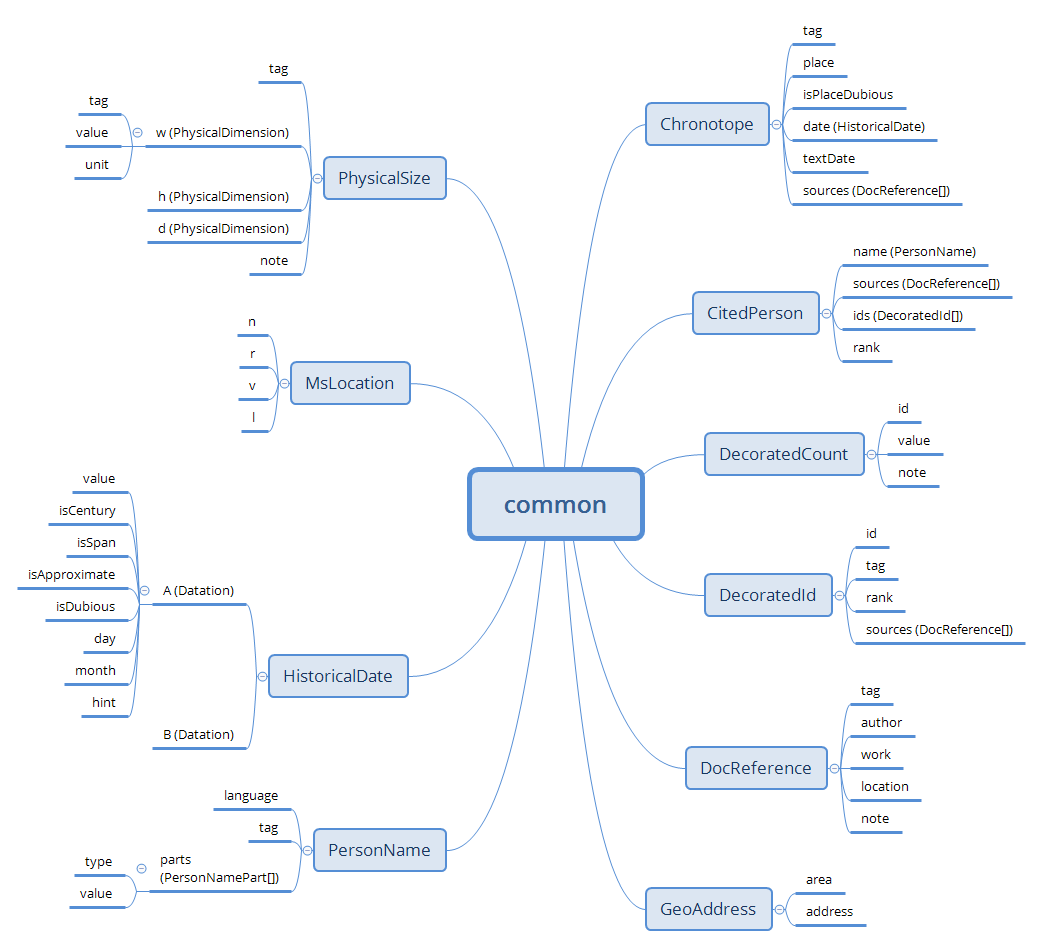 common
Chronotope
tag
place
isPlaceDubious
date (HistoricalDate)
textDate
sources (DocReference[])
CitedPerson
name (PersonName)
sources (DocReference[])
ids (DecoratedId[])
rank
DecoratedCount
id
value
note
DecoratedId
id
tag
rank
sources (DocReference[])
DocReference
tag
author
work
location
note
GeoAddress
area
address
PhysicalSize
tag
w (PhysicalDimension)
tag
value
unit
h (PhysicalDimension)
d (PhysicalDimension)
note
MsLocation
n
r
v
l
HistoricalDate
A (Datation)
value
isCentury
isSpan
isApproximate
isDubious
day
month
hint
B (Datation)
PersonName
language
tag
parts
(PersonNamePart[])
type
value